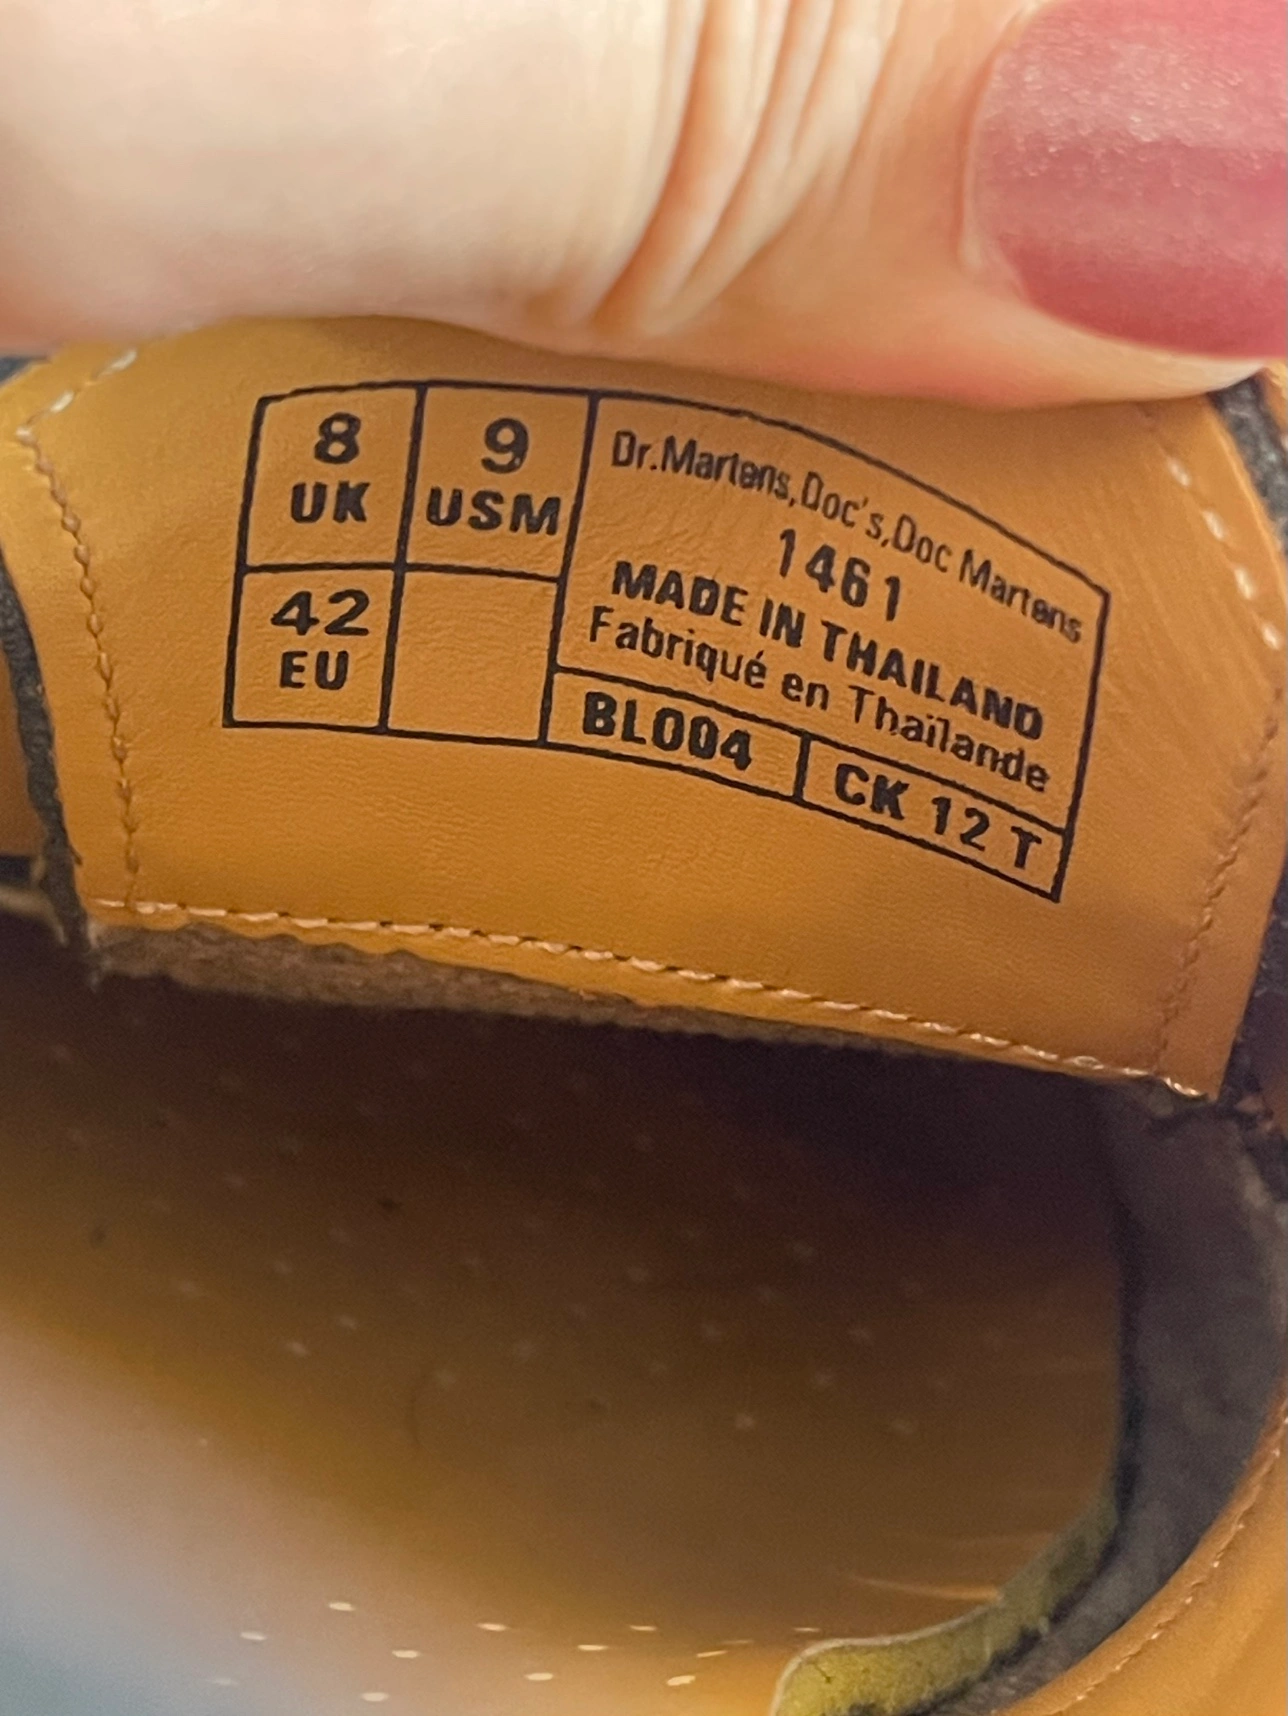 8
UK
9
USM
42
EU
Dr.Martens,Doc's,Doc Martens
1461
MADE IN THAILAND
Fabriqué en Thaïlande
BL004
CK 12 T